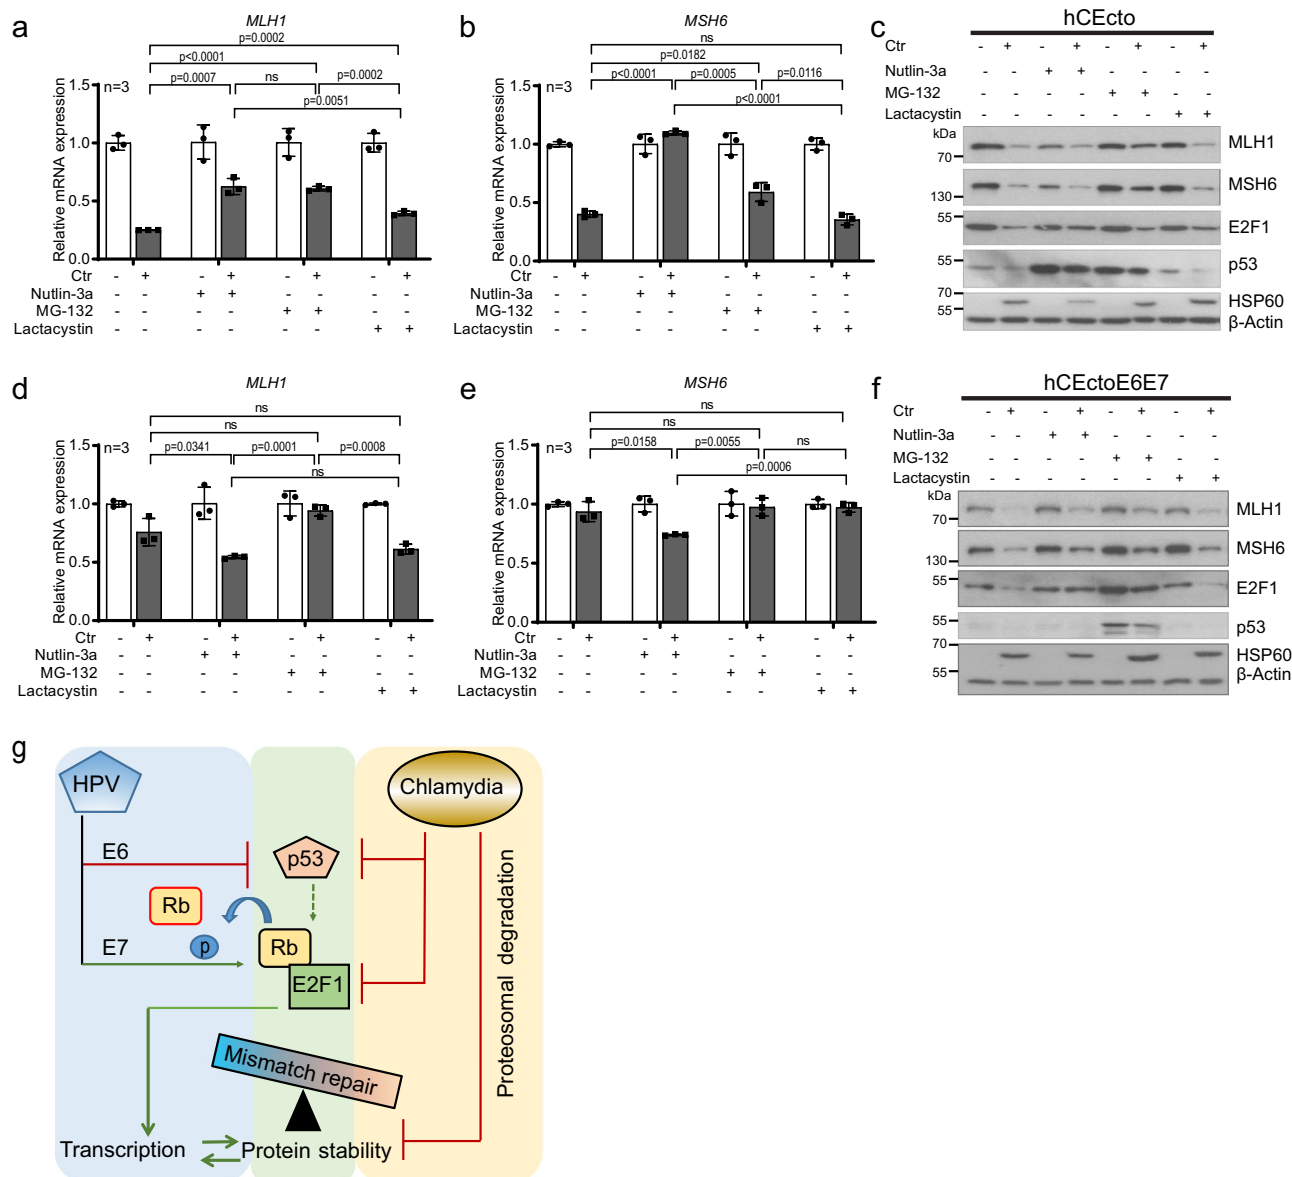 a
MLH1
p=0.0002
p<0.0001
p=0.0007
ns
p=0.0002
p=0.0051
n=3
Relative mRNA expression
1.5
1.0
0.5
0.0
Ctr - + - + - + - +
Nutlin-3a - - + + - - - -
MG-132 - - - - + + - -
Lactacystin - - - - - - + +
b
MSH6
ns
p=0.0182
p<0.0001
p=0.0005
p=0.0116
p<0.0001
n=3
Relative mRNA expression
1.5
1.0
0.5
0.0
Ctr - + - + - + - +
Nutlin-3a - - + + - - - -
MG-132 - - - - + + - -
Lactacystin - - - - - - + +
c
hCEcto
Ctr - + - + - + - +
Nutlin-3a - - + + - - - -
MG-132 - - - - + + - -
Lactacystin - - - - - - + +
kDa
70
MLH1
130
MSH6
55
E2F1
55
p53
70
55
HSP60
β-Actin
d
MLH1
ns
ns
p=0.0341
p=0.0001
p=0.0008
ns
n=3
Relative mRNA expression
1.5
1.0
0.5
0.0
Ctr - + - + - + - +
Nutlin-3a - - + + - - - -
MG-132 - - - - + + - -
Lactacystin - - - - - - + +
e
MSH6
ns
ns
p=0.0158
p=0.0055
ns
p=0.0006
n=3
Relative mRNA expression
1.5
1.0
0.5
0.0
Ctr - + - + - + - +
Nutlin-3a - - + + - - - -
MG-132 - - - - + + - -
Lactacystin - - - - - - + +
f
hCEctoE6E7
Ctr - + - + - + - +
Nutlin-3a - - + + - - - -
MG-132 - - - - + + - -
Lactacystin - - - - - - + +
kDa
70
MLH1
130
MSH6
55
E2F1
55
p53
70
55
HSP60
β-Actin
g
HPV
Chlamydia
E6
p53
Rb
E7
p
Rb
E2F1
Proteosomal degradation
Mismatch repair
Transcription
Protein stability